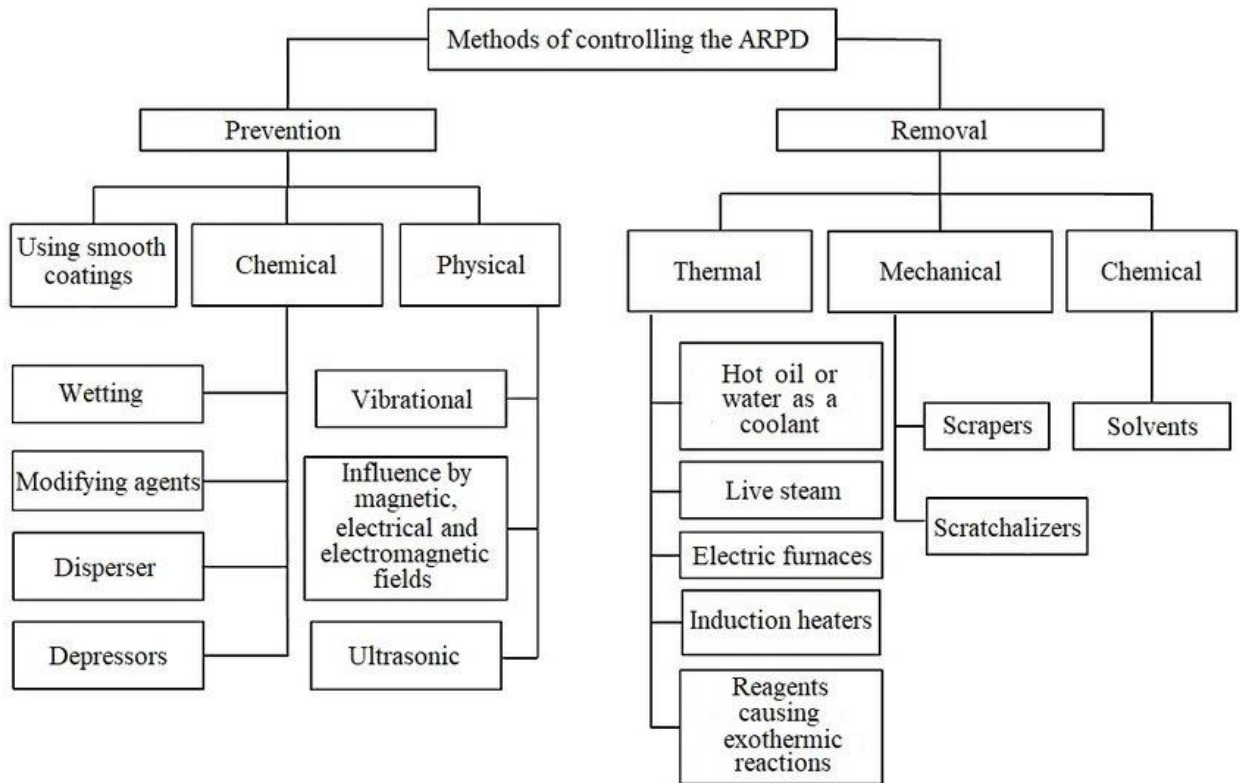 Methods of controlling the ARPD
Prevention
Removal
Using smooth
coatings
Chemical
Physical
Thermal
Mechanical
Chemical
Wetting
Modifying agents
Disperser
Depressors
Vibrational
Influence by
magnetic,
electrical and
electromagnetic
fields
Ultrasonic
Hot oil or
water as a
coolant
Live steam
Electric furnaces
Induction heaters
Reagents
causing
exothermic
reactions
Scrapers
Scratchalizers
Solvents